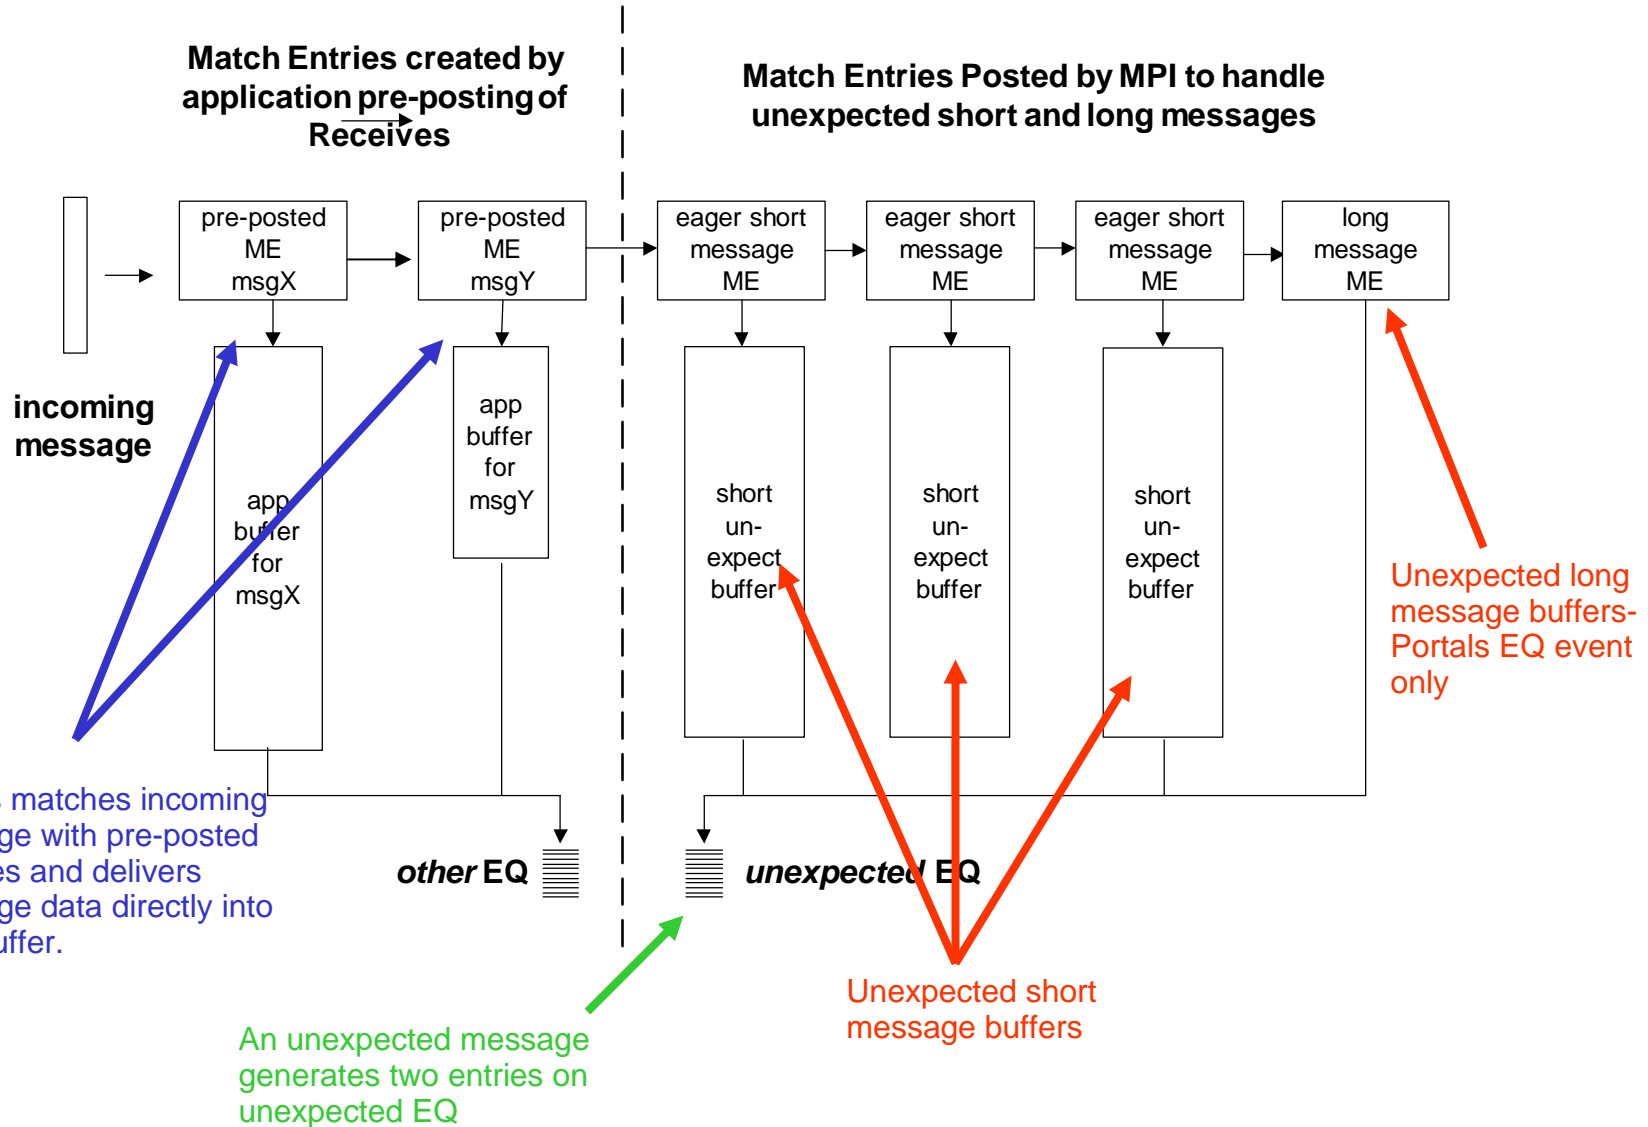 Match Entries created by
application pre-posting of
Receives
Match Entries Posted by MPI to handle
unexpected short and long messages
pre-posted
ME
msgX
pre-posted
ME
msgY
eager short
message
ME
eager short
message
ME
eager short
message
ME
long
message
ME
incoming
message
app
buffer
for
msgX
app
buffer
for
msgY
short
un-
expect
buffer
short
un-
expect
buffer
short
un-
expect
buffer
Unexpected long
message buffers-
Portals EQ event
only
matches incoming
with pre-posted
and delivers
data directly into
other EQ
unexpected EQ
Unexpected short
message buffers
An unexpected message
generates two entries on
unexpected EQ